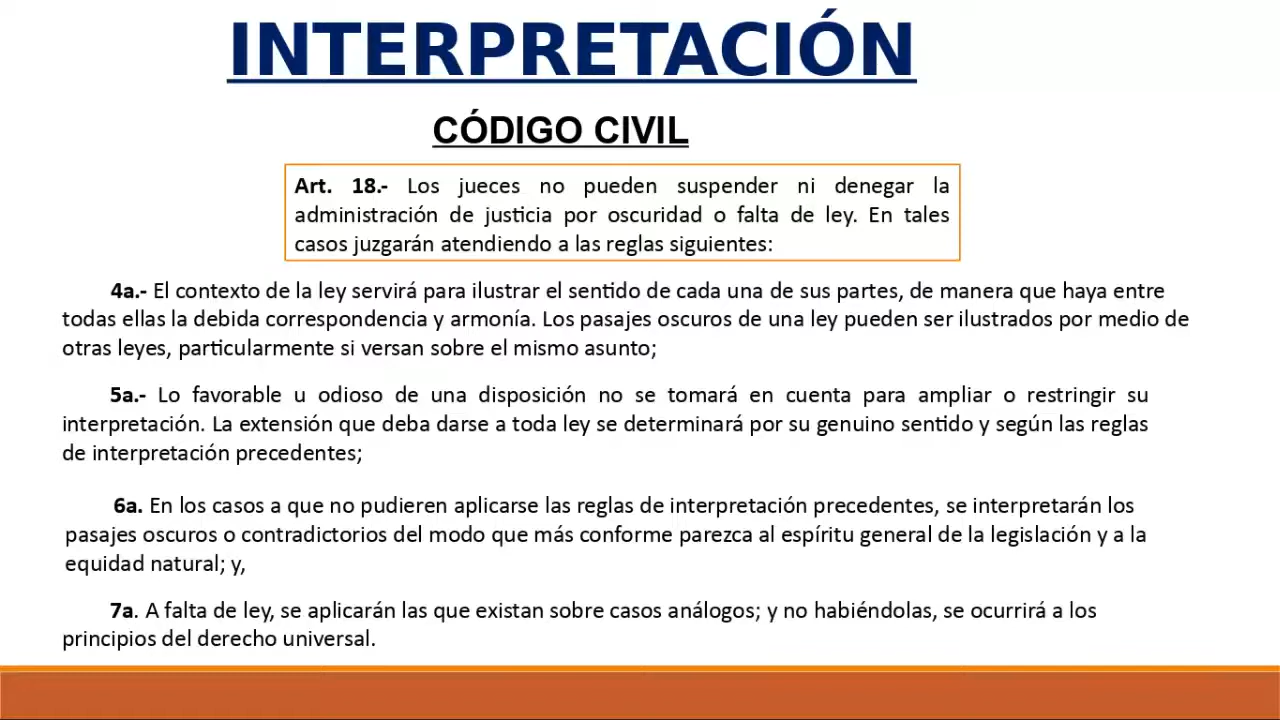 INTERPRETACIÓN
CÓDIGO CIVIL
Art. 18.- Los jueces no pueden suspender ni denegar la
administración de justicia por oscuridad o falta de ley. En tales
casos juzgarán atendiendo a las reglas siguientes:
4a.- El contexto de la ley servirá para ilustrar el sentido de cada una de sus partes, de manera que haya entre
todas ellas la debida correspondencia y armonía. Los pasajes oscuros de una ley pueden ser ilustrados por medio de
otras leyes, particularmente si versan sobre el mismo asunto;
5a.- Lo favorable u odioso de una disposición no se tomará en cuenta para ampliar o restringir su
interpretación. La extensión que deba darse a toda ley se determinará por su genuino sentido y según las reglas
de interpretación precedentes;
6a. En los casos a que no pudieren aplicarse las reglas de interpretación precedentes, se interpretarán los
pasajes oscuros o contradictorios del modo que más conforme parezca al espíritu general de la legislación y a la
equidad natural; y,
7a. A falta de ley, se aplicarán las que existan sobre casos análogos; y no habiéndolas, se ocurrirá a los
principios del derecho universal.